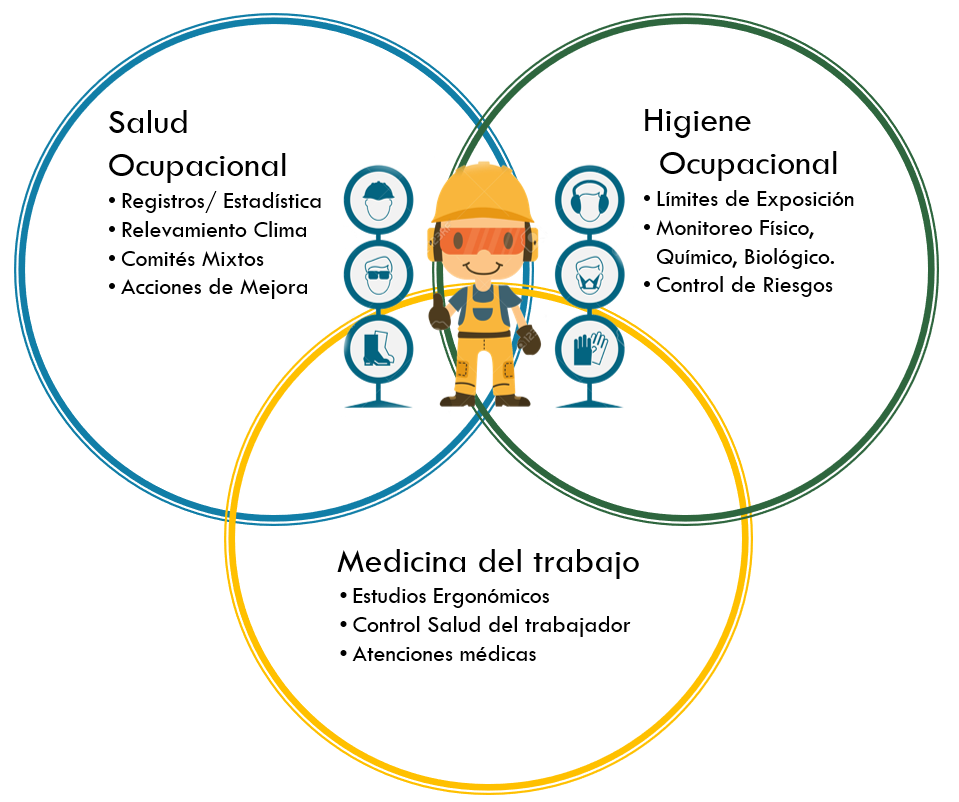 Salud
Ocupacional
• Registros/ Estadística
• Relevamiento Clima
• Comités Mixtos
• Acciones de Mejora
Higiene
Ocupacional
• Límites de Exposición
• Monitoreo Físico,
Químico, Biológico.
• Control de Riesgos
Medicina del trabajo
• Estudios Ergonómicos
• Control Salud del trabajador
• Atenciones médicas